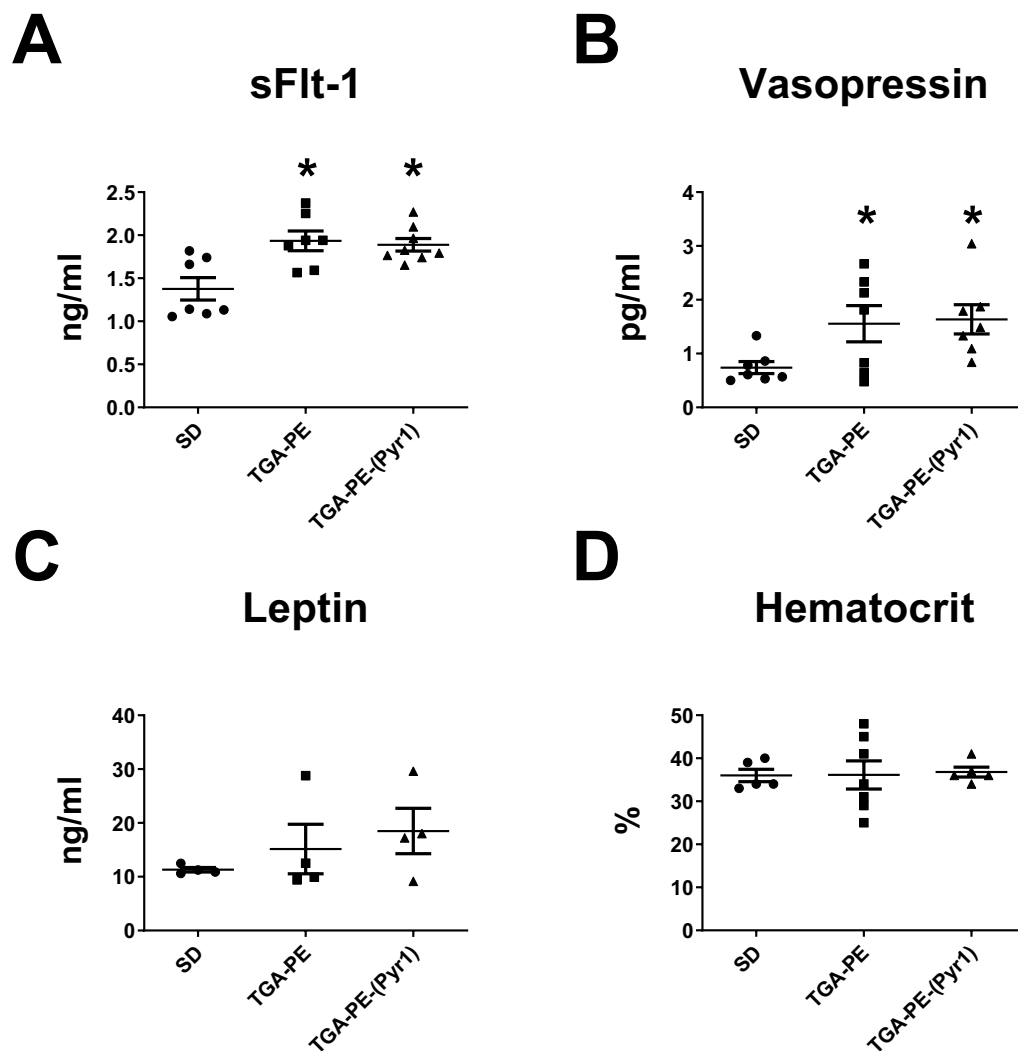 A
sFlt-1
* *
ng/ml
2.5
2.0
1.5
1.0
0.5
0.0
SD
TGA-PE
TGA-PE-(Pyr1)
B
Vasopressin
* *
pg/ml
4
3
2
1
0
SD
TGA-PE
TGA-PE-(Pyr1)
C
Leptin
ng/ml
40
30
20
10
0
SD
TGA-PE
TGA-PE-(Pyr1)
D
Hematocrit
%
50
40
30
20
10
0
SD
TGA-PE
TGA-PE-(Pyr1)